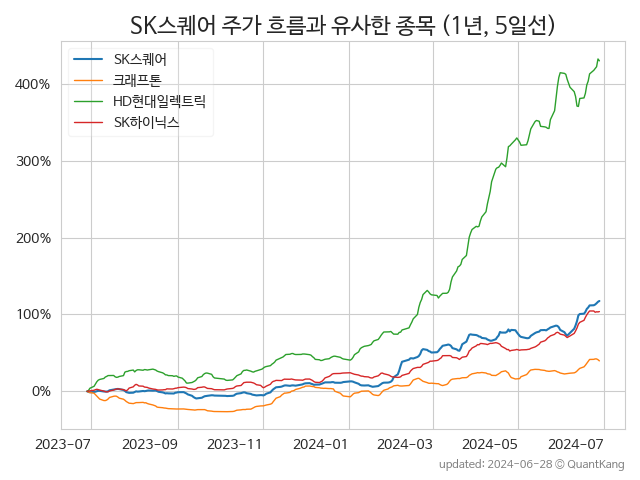 SK스퀘어 주가 흐름과 유사한 종목 (1년, 5일선)
SK스퀘어
크래프톤
HD현대일렉트릭
SK하이닉스
400%
300%
200%
100%
0%
2023-07 2023-09 2023-11 2024-01 2024-03 2024-05 2024-07
updated: 2024-06-28 © QuantKang